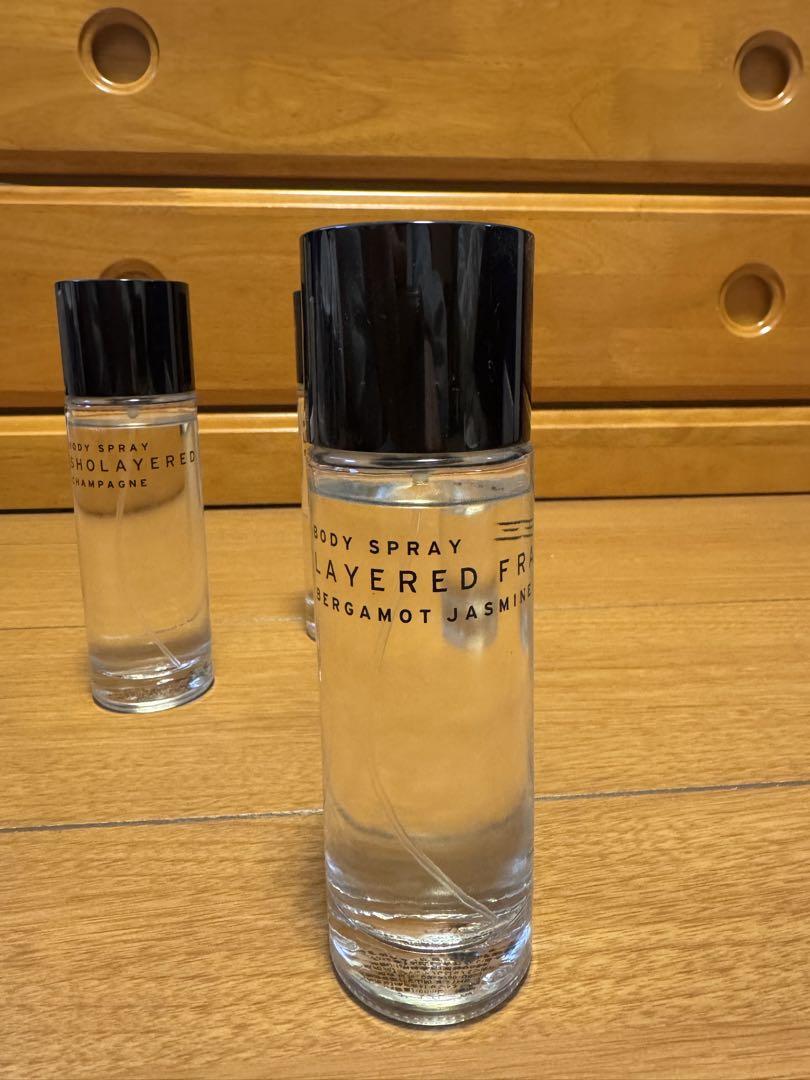 BODY SPRAY
SHOLAYERED
CHAMPAGNE
BODY SPRAY
LAYERED FRA
BERGAMOT JASMINE